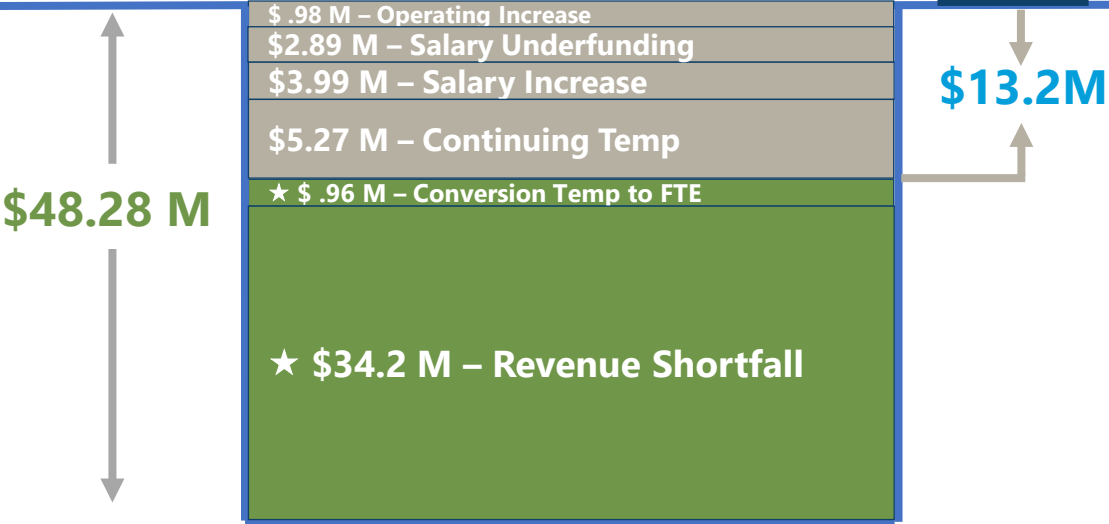 $ .98 M – Operating Increase
$2.89 M – Salary Underfunding
$3.99 M – Salary Increase
$13.2M
$5.27 M – Continuing Temp
★ $ .96 M – Conversion Temp to FTE
$48.28 M
★ $34.2 M – Revenue Shortfall